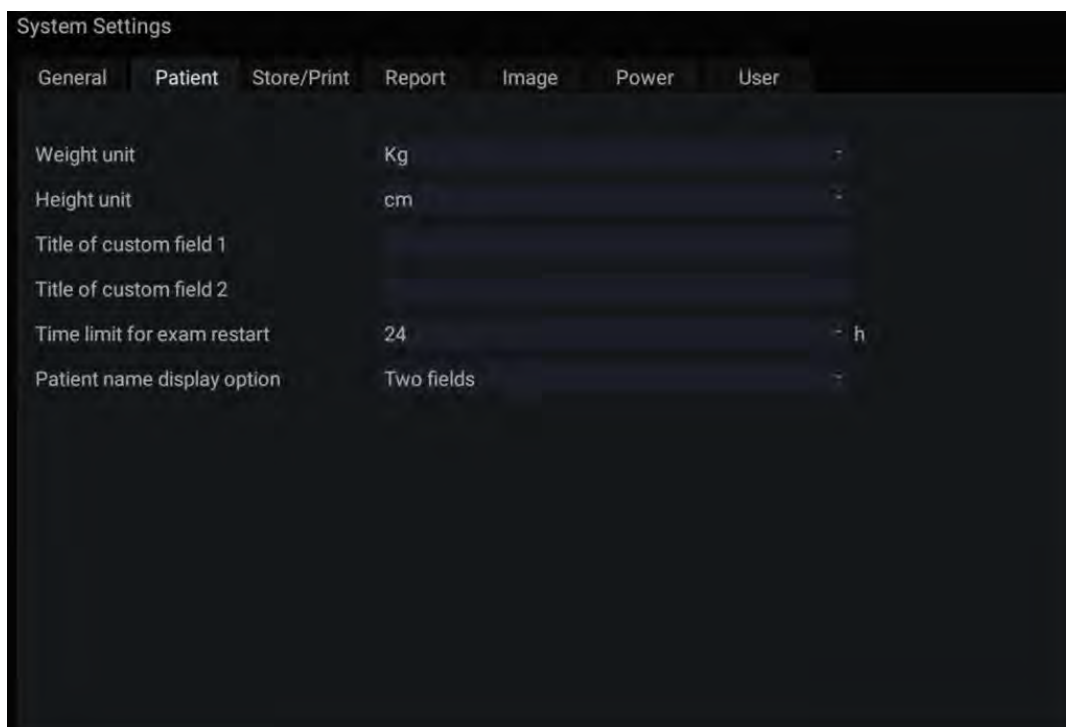 System Settings
General Patient Store/Print Report Image Power User
Weight unit Kg
Height unit cm
Title of custom field 1
Title of custom field 2
Time limit for exam restart 24 h
Patient name display option Two fields